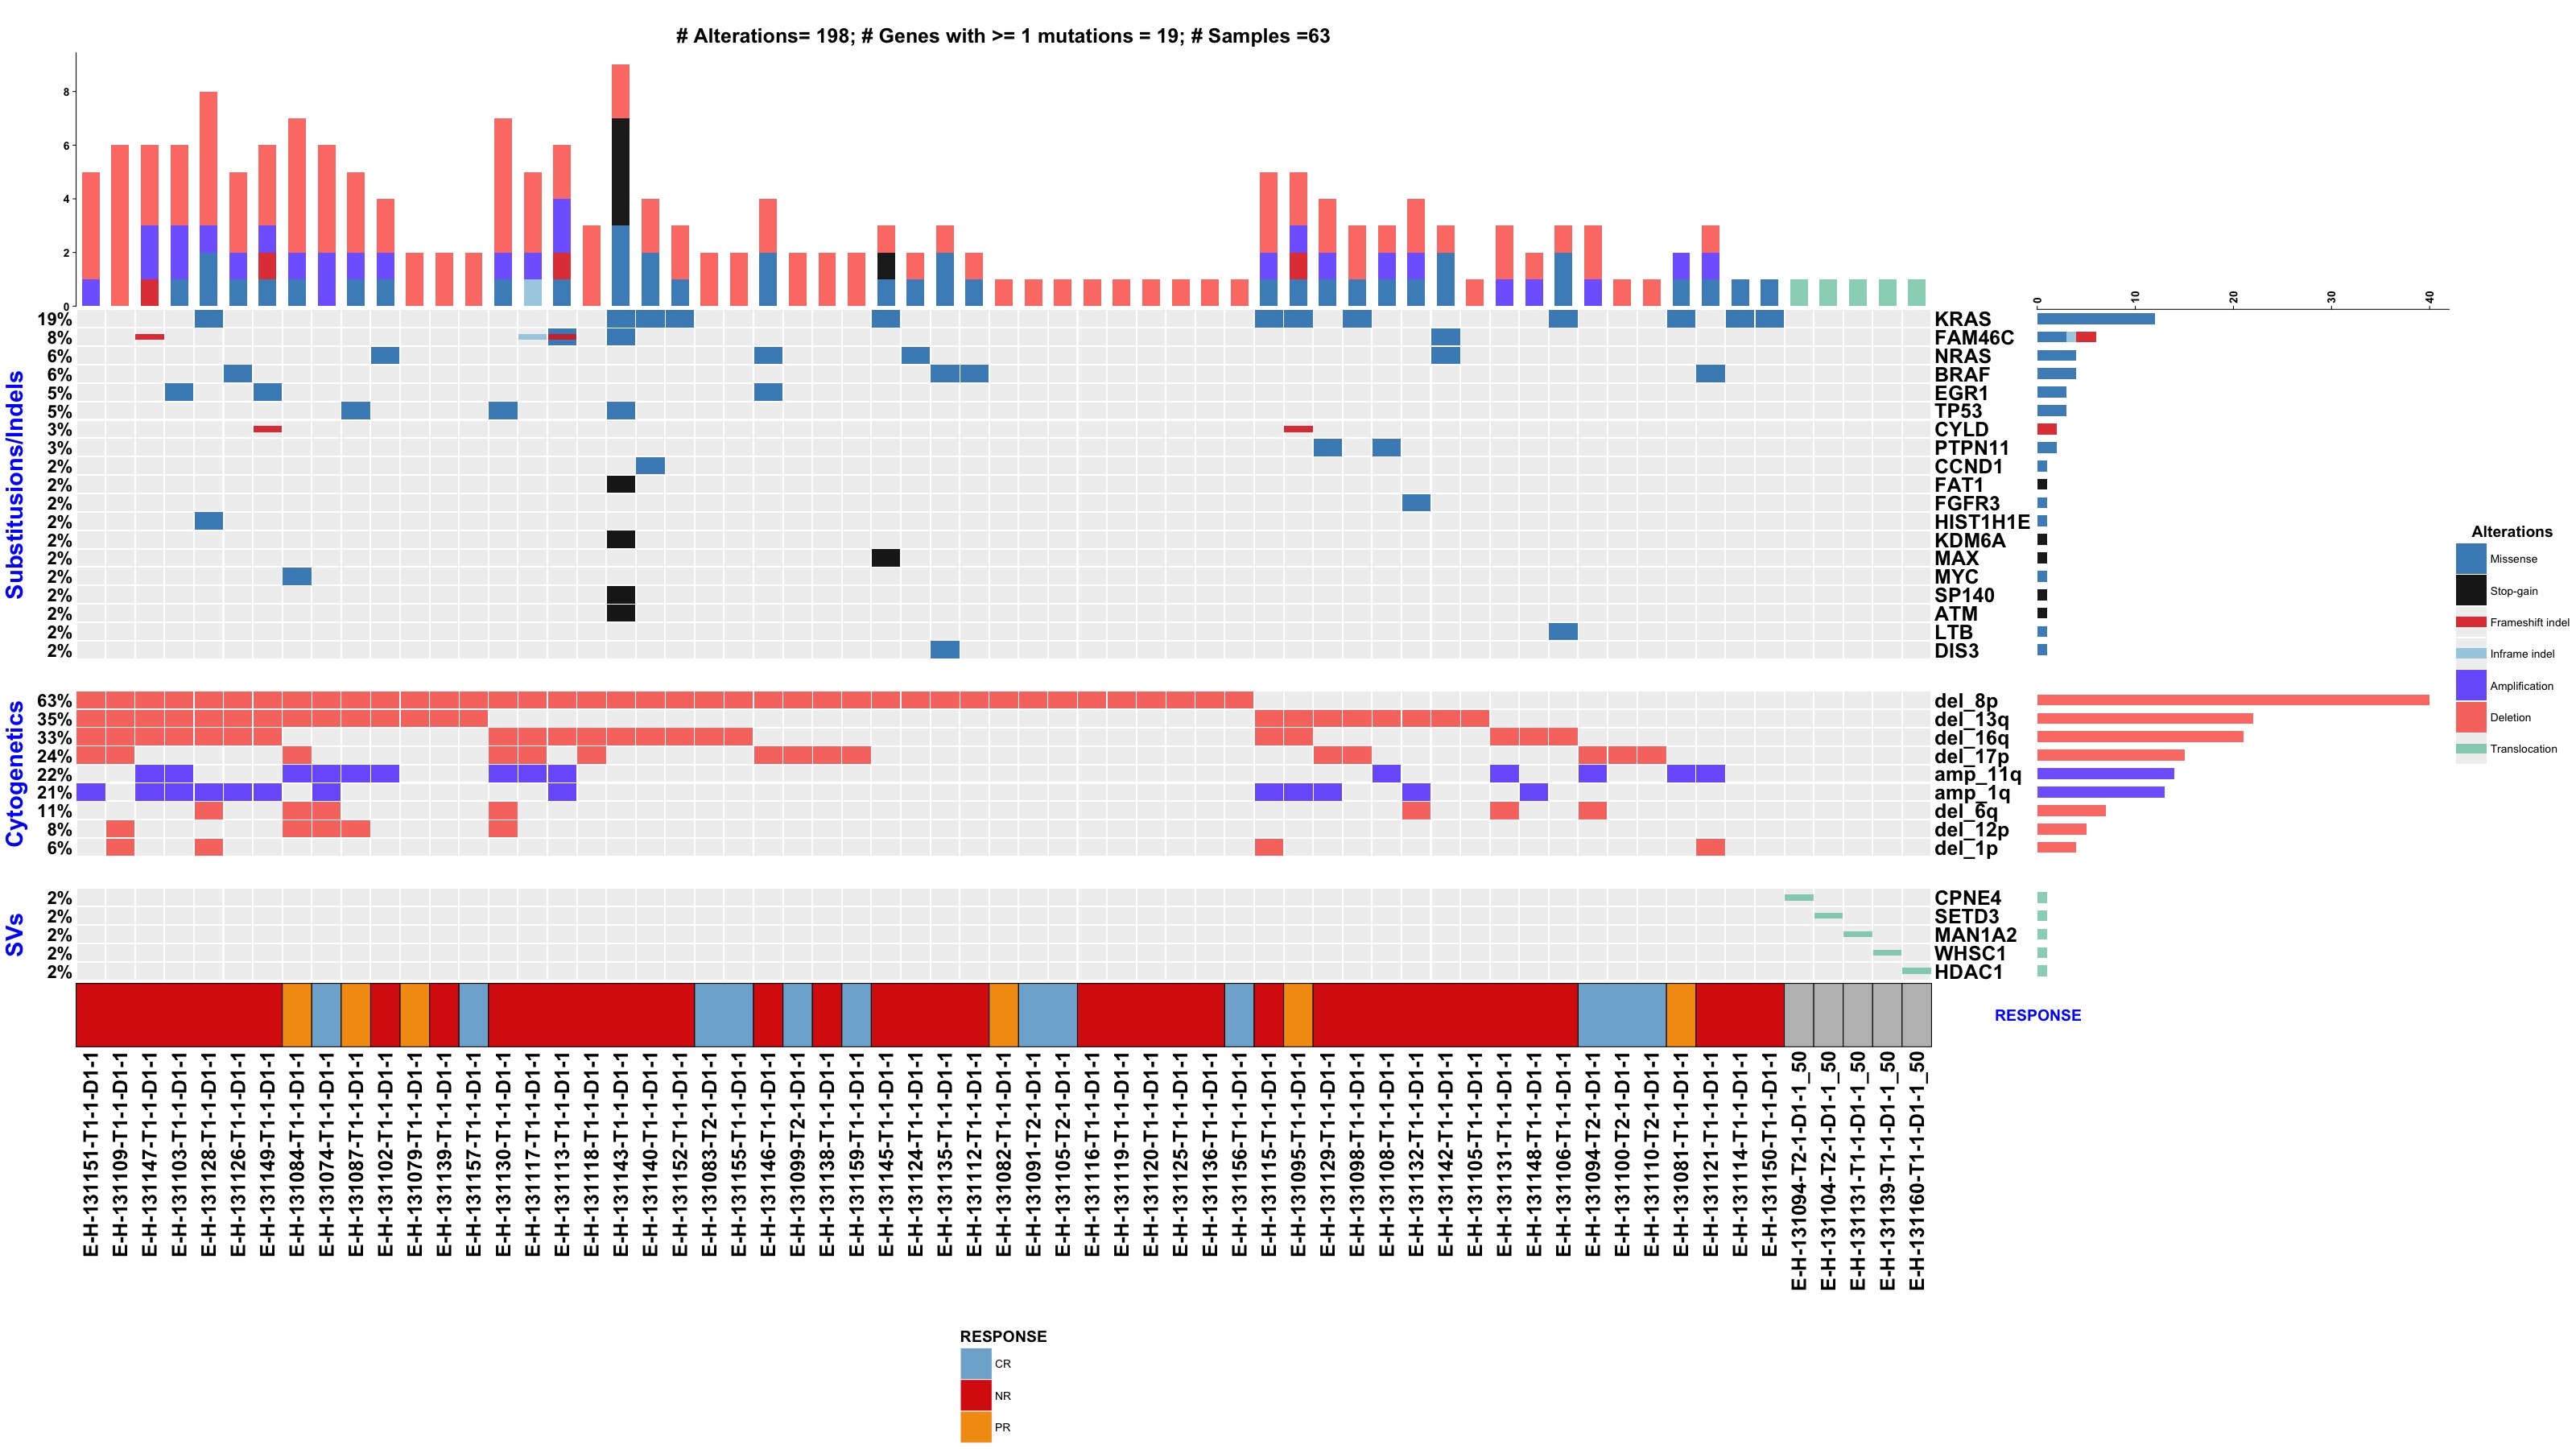 # Alterations= 198; # Genes with >= 1 mutations = 19; # Samples =63
8
6
4
2
0
0
10
20
30
40
Substitusions/Indels
19% KRAS
8% FAM46C
6% NRAS
6% BRAF
5% EGR1
5% TP53
3% CYLD
3% PTPN11
2% CCND1
2% FAT1
2% FGFR3
2% HIST1H1E
2% KDM6A
2% MAX
2% MYC
2% SP140
2% ATM
2% LTB
2% DIS3
Alterations
Missense
Stop-gain
Frameshift indel
Inframe indel
Amplification
Deletion
Translocation
Cytogenetics
63% del_8p
35% del_13q
33% del_16q
24% del_17p
22% amp_11q
21% amp_1q
11% del_6q
8% del_12p
6% del_1p
SVs
2% CPNE4
2% SETD3
2% MAN1A2
2% WHSC1
2% HDAC1
RESPONSE
E-H-131151-T1-1-D1-1
E-H-131109-T1-1-D1-1
E-H-131147-T1-1-D1-1
E-H-131103-T1-1-D1-1
E-H-131128-T1-1-D1-1
E-H-131126-T1-1-D1-1
E-H-131149-T1-1-D1-1
E-H-131084-T1-1-D1-1
E-H-131074-T1-1-D1-1
E-H-131087-T1-1-D1-1
E-H-131102-T1-1-D1-1
E-H-131079-T1-1-D1-1
E-H-131139-T1-1-D1-1
E-H-131157-T1-1-D1-1
E-H-131130-T1-1-D1-1
E-H-131117-T1-1-D1-1
E-H-131113-T1-1-D1-1
E-H-131118-T1-1-D1-1
E-H-131143-T1-1-D1-1
E-H-131140-T1-1-D1-1
E-H-131152-T1-1-D1-1
E-H-131083-T2-1-D1-1
E-H-131155-T1-1-D1-1
E-H-131146-T1-1-D1-1
E-H-131099-T2-1-D1-1
E-H-131138-T1-1-D1-1
E-H-131159-T1-1-D1-1
E-H-131145-T1-1-D1-1
E-H-131124-T1-1-D1-1
E-H-131135-T1-1-D1-1
E-H-131112-T1-1-D1-1
E-H-131082-T1-1-D1-1
E-H-131091-T2-1-D1-1
E-H-131105-T2-1-D1-1
E-H-131116-T1-1-D1-1
E-H-131119-T1-1-D1-1
E-H-131120-T1-1-D1-1
E-H-131125-T1-1-D1-1
E-H-131136-T1-1-D1-1
E-H-131156-T1-1-D1-1
E-H-131115-T1-1-D1-1
E-H-131095-T1-1-D1-1
E-H-131129-T1-1-D1-1
E-H-131098-T1-1-D1-1
E-H-131108-T1-1-D1-1
E-H-131132-T1-1-D1-1
E-H-131142-T1-1-D1-1
E-H-131105-T1-1-D1-1
E-H-131131-T1-1-D1-1
E-H-131148-T1-1-D1-1
E-H-131106-T1-1-D1-1
E-H-131094-T2-1-D1-1
E-H-131100-T2-1-D1-1
E-H-131110-T2-1-D1-1
E-H-131081-T1-1-D1-1
E-H-131121-T1-1-D1-1
E-H-131114-T1-1-D1-1
E-H-131150-T1-1-D1-1
E-H-131094-T2-1-D1-1_50
E-H-131104-T2-1-D1-1_50
E-H-131131-T1-1-D1-1_50
E-H-131139-T1-1-D1-1_50
E-H-131160-T1-1-D1-1_50
RESPONSE
CR
NR
PR